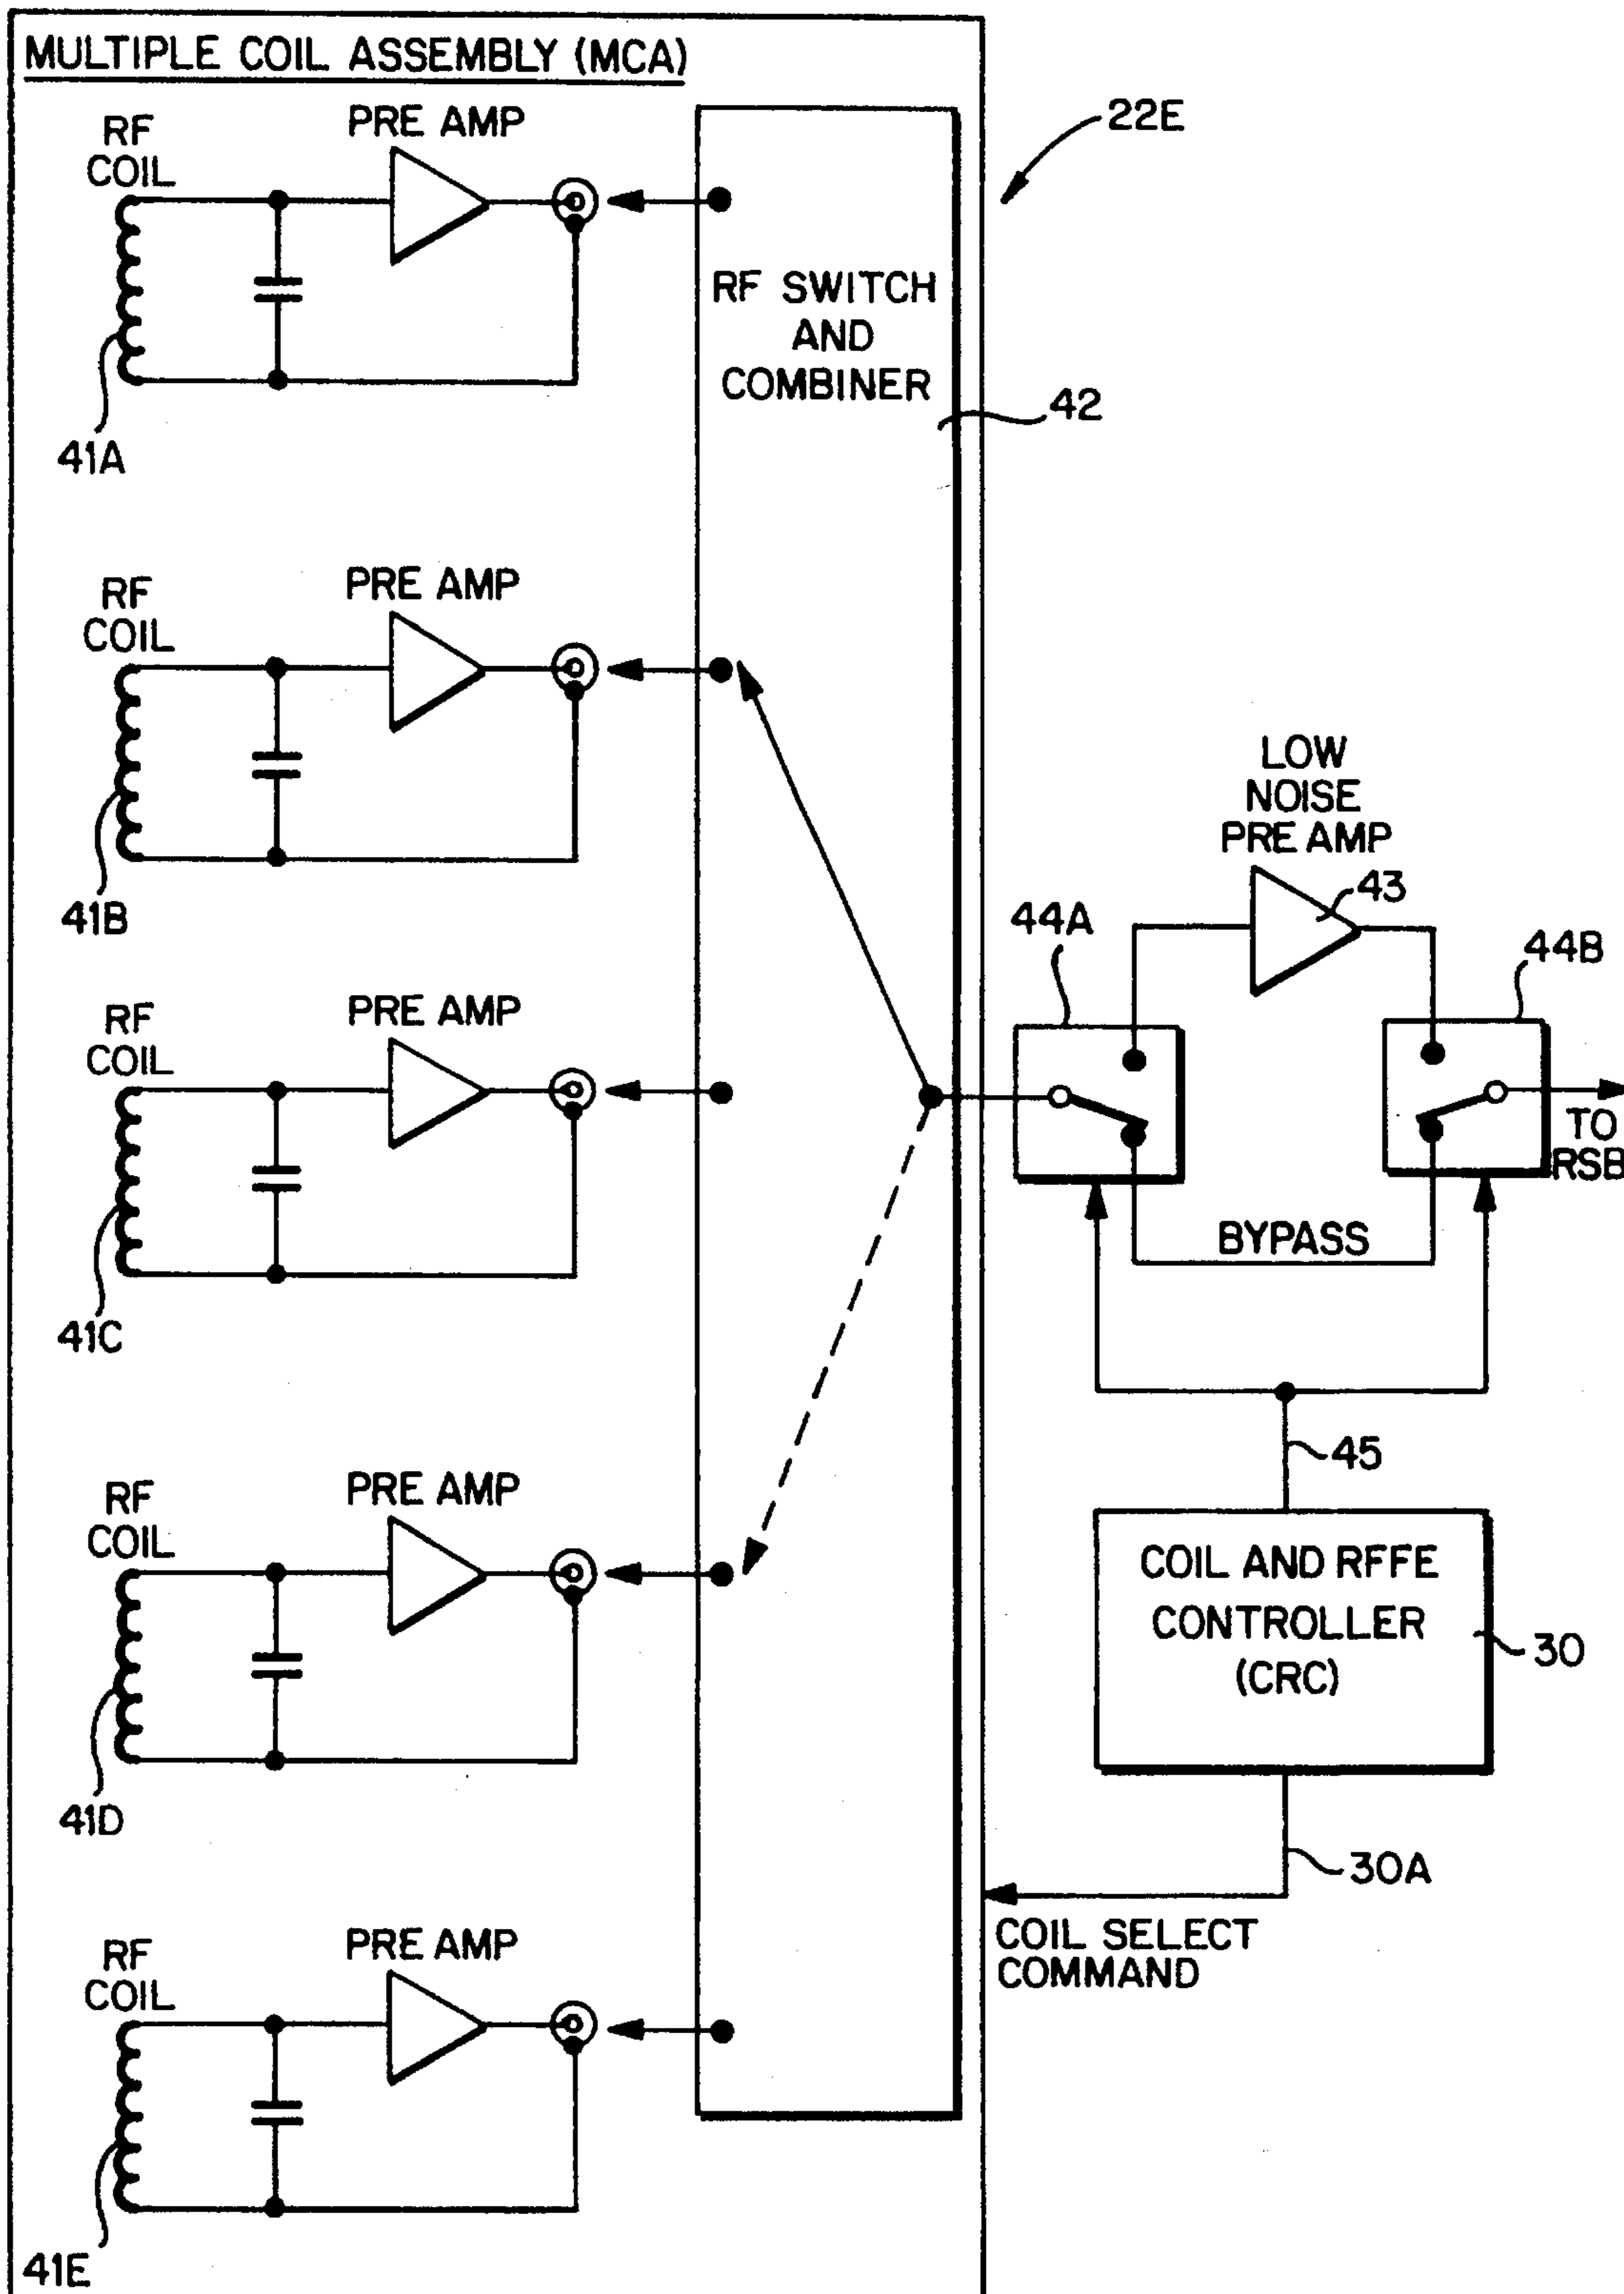 MULTIPLE COIL ASSEMBLY (MCA)
RF
COIL
PRE AMP
41A
RF SWITCH
AND
COMBINER
22E
42
RF
COIL
PRE AMP
41B
LOW
NOISE
PRE AMP
43
44A
44B
TO
RSB
BYPASS
RF
COIL
PRE AMP
41C
45
RF
COIL
PRE AMP
41D
COIL AND RFFE
CONTROLLER
(CRC)
30
30A
COIL SELECT
COMMAND
RF
COIL
PRE AMP
41E